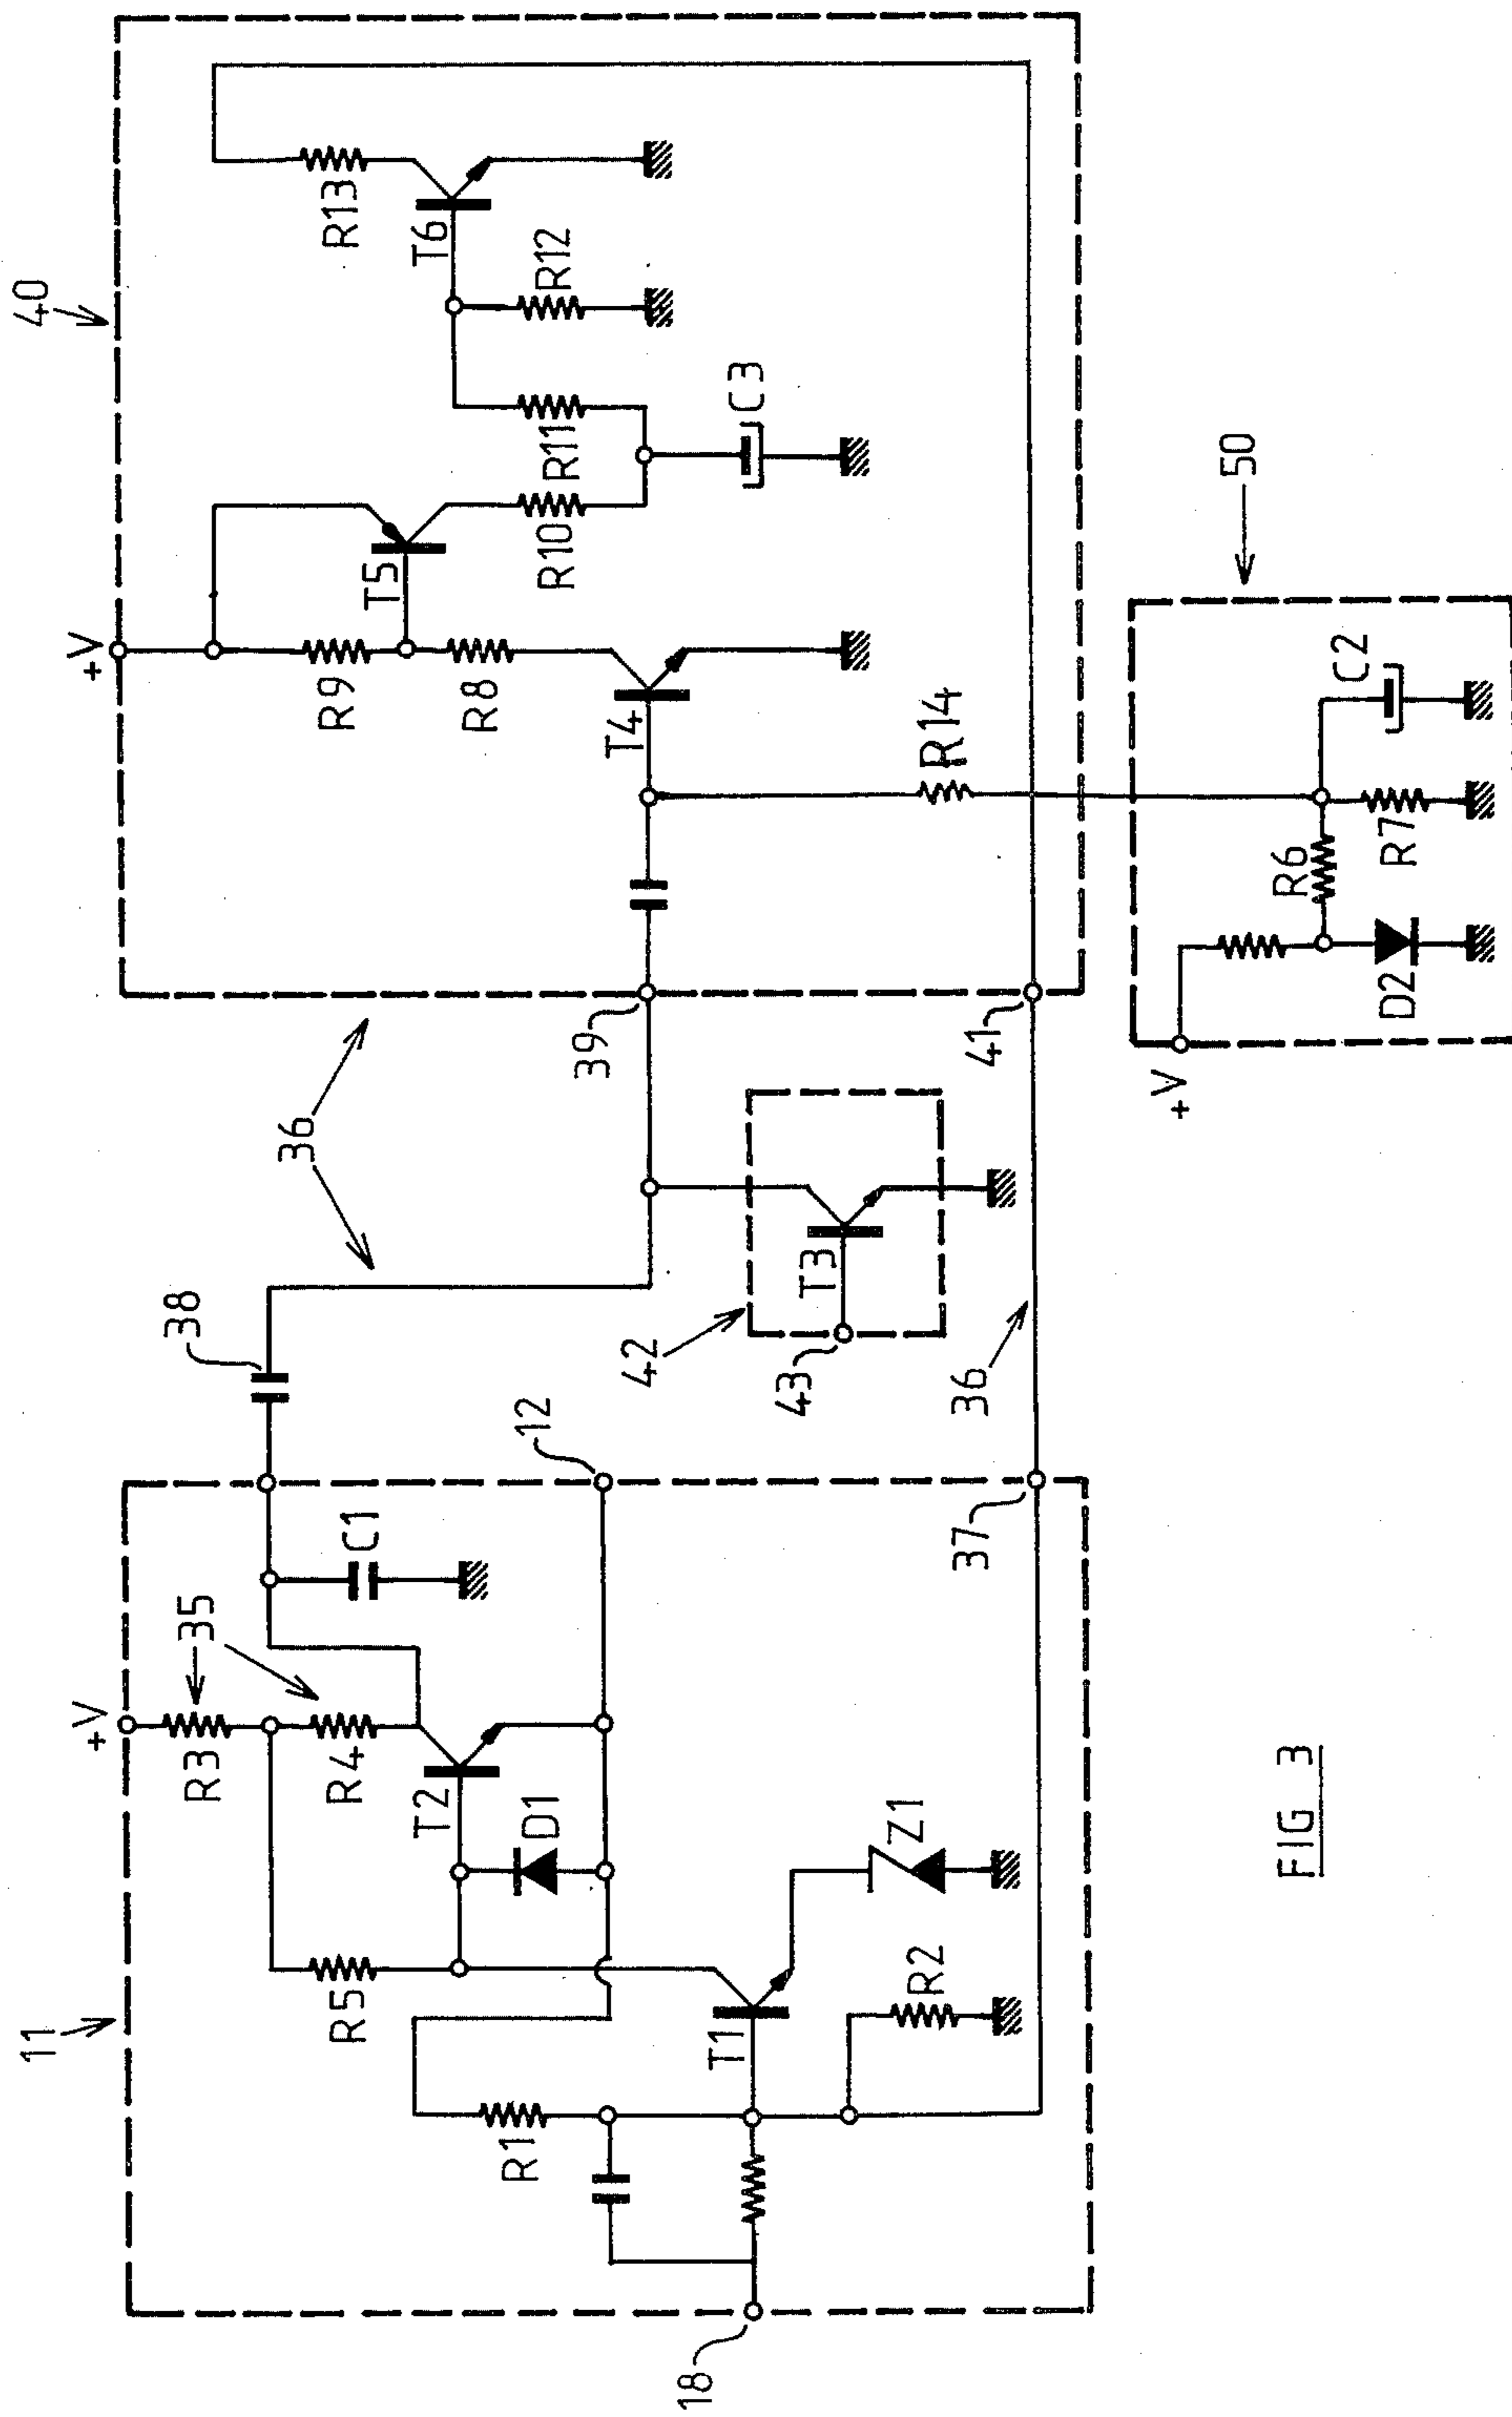 11
+V
R3
35
R4
R5
T2
D1
C1
R1
T1
R2
Z1
18
12
37
38
36
36
42
43
T3
39
41
40
+V
R9
R8
T5
T4
R10
R11
C3
R12
T6
R13
R14
50
+V
D2
R6
R7
C2
FIG 3